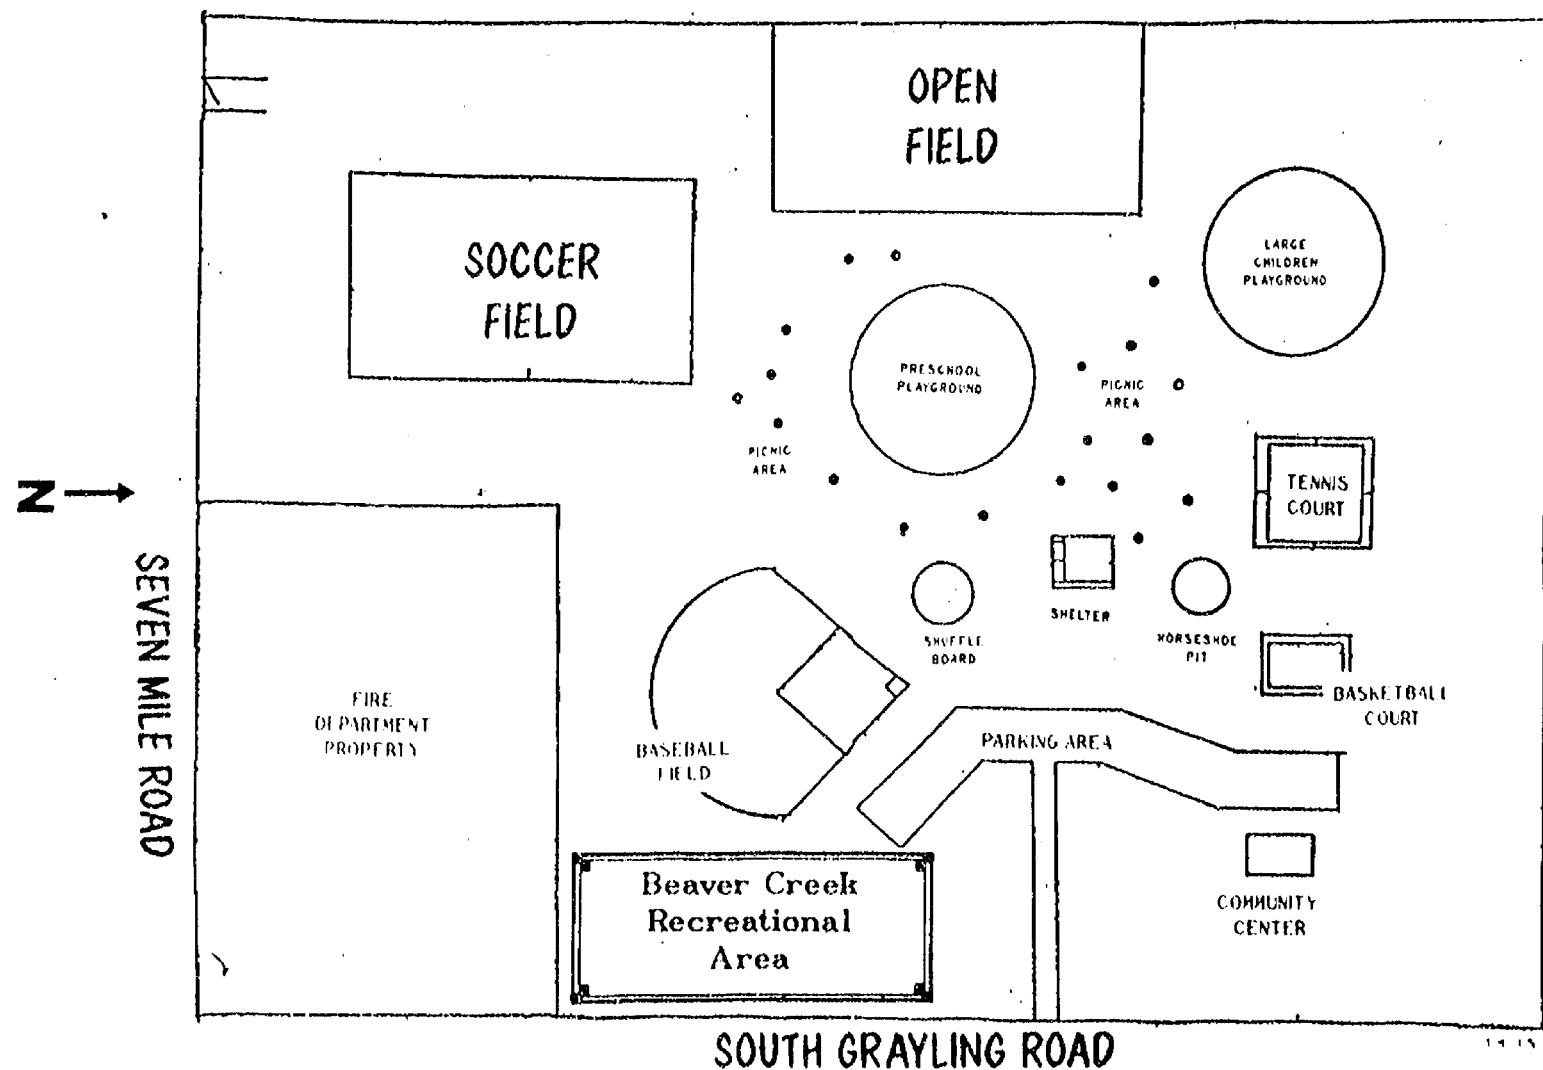 OPEN
FIELD
SOCCER
FIELD
LARGE
CHILDREN
PLAYGROUND
PRESCHOOL
PLAYGROUND
PICNIC
AREA
PICNIC
AREA
TENNIS
COURT
N
SEVEN MILE ROAD
SHELTER
SHUFFLE
BOARD
HORSESHOE
PIT
BASKETBALL
COURT
FIRE
DEPARTMENT
PROPERTY
BASEBALL
FIELD
PARKING AREA
Beaver Creek
Recreational
Area
COMMUNITY
CENTER
SOUTH GRAYLING ROAD